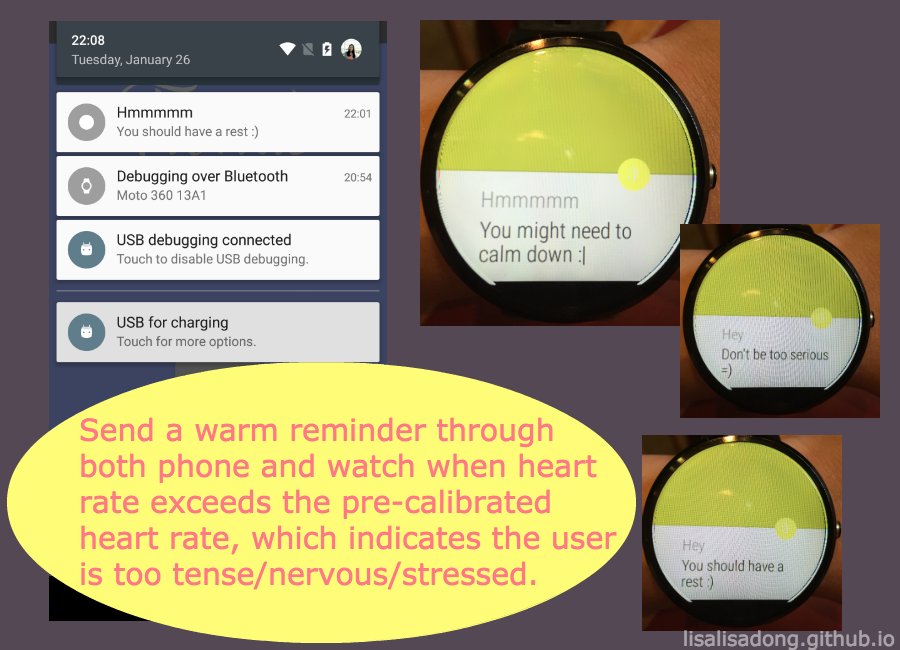 22:08
Tuesday, January 26
Hmmmmm
22:01
You should have a rest :)
Debugging over Bluetooth
20:54
Moto 360 13A1
USB debugging connected
Touch to disable USB debugging.
USB for charging
Touch for more options.
Hmmmmm
You might need to
calm down :|
Hey
Don't be too serious
=)
Hey
You should have a
rest :)
Send a warm reminder through
both phone and watch when heart
rate exceeds the pre-calibrated
heart rate, which indicates the user
is too tense/nervous/stressed.
lisalisadong.github.io